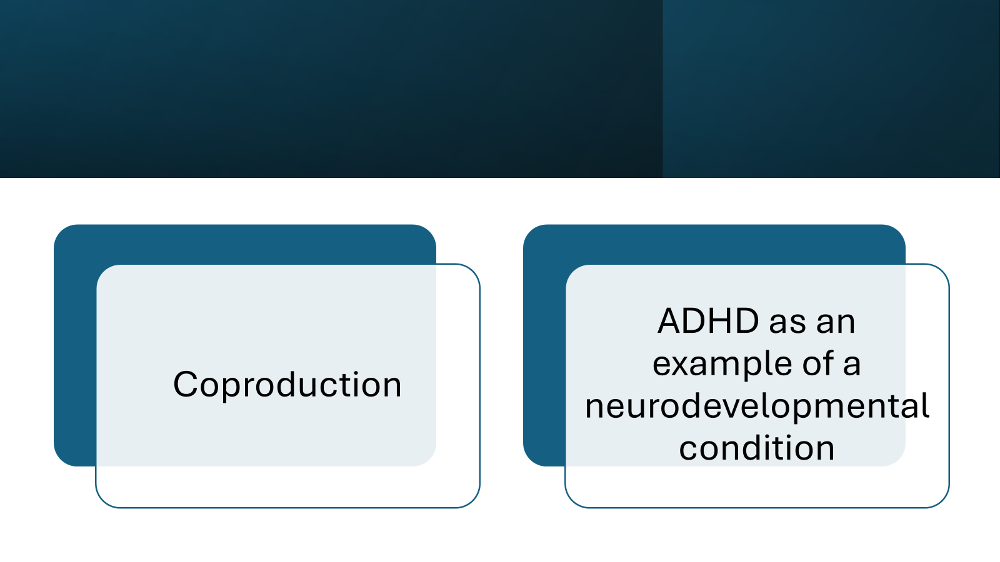 Coproduction
ADHD as an
example of a
neurodevelopmental
condition